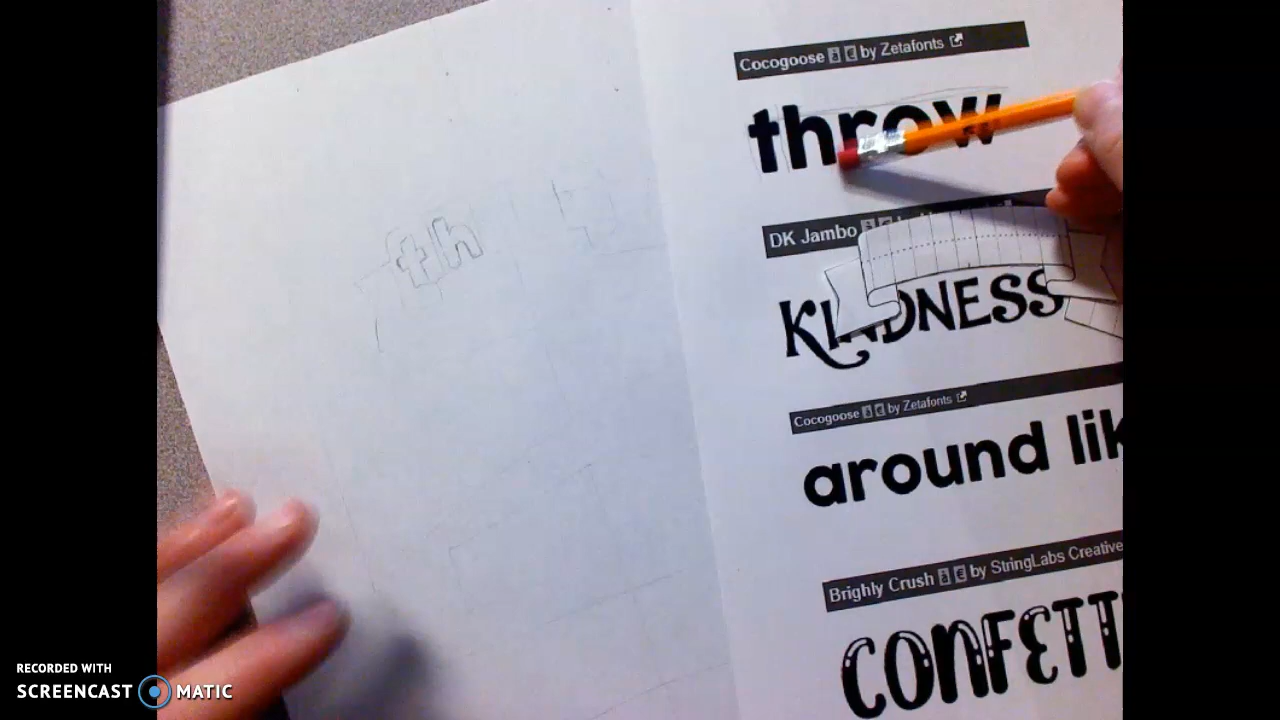 Cocogoose à € by Zetafonts
throw
th
DK Jambo à €
KINDNESS
Cocogoose à € by Zetafonts
around lik
Brighly Crush à € by StringLabs Creative
CONFETT
RECORDED WITH
SCREENCAST MATIC